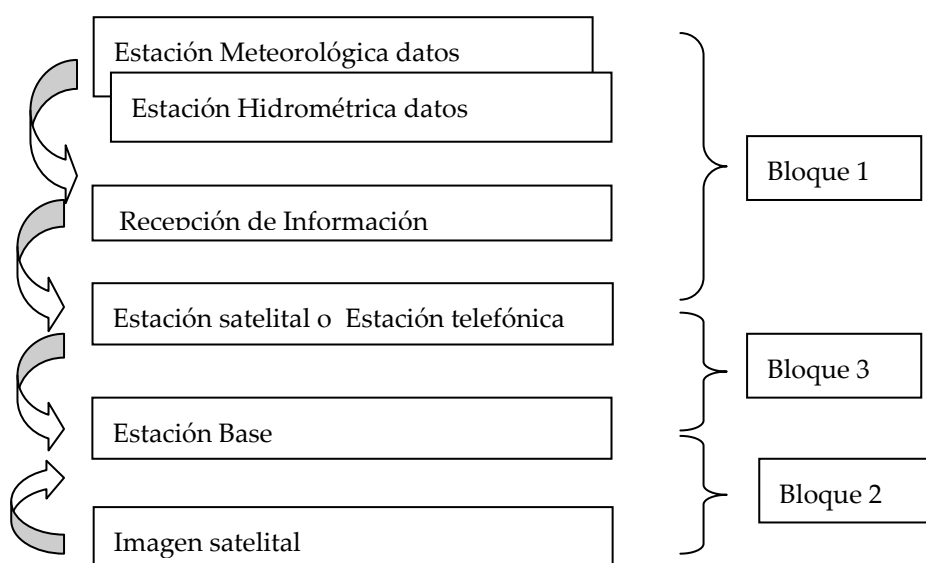 Estación Meteorológica datos
Estación Hidrométrica datos
Bloque 1
Recepción de Información
Estación satelital o Estación telefónica
Bloque 3
Estación Base
Bloque 2
Imagen satelital